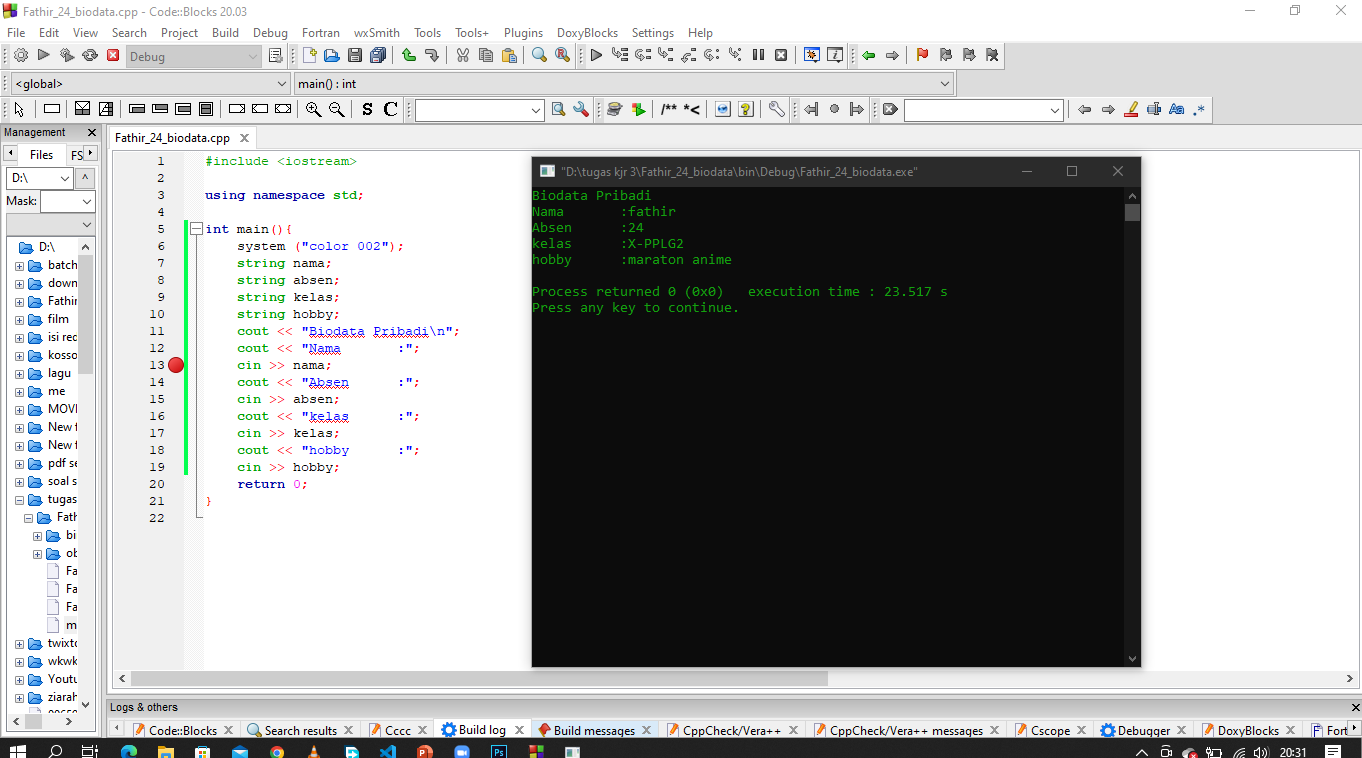 Fathir_24_biodata.cpp - Code::Blocks 20.03
File Edit View Search Project Build Debug Fortran wxSmith Tools Tools+ Plugins DoxyBlocks Settings Help
Debug
<global> main() : int
/** *< 
S C Aa .*
Management
Files FS
D:\
Mask:
D:\
batch
down
Fathir
film
isi rec
kosso
lagu
me
MOVI
New f
New f
pdf se
soal s
tugas
Fath
bi
ob
Fa
Fa
Fa
m
twixto
wkwk
Youtu
ziarah
Fathir_24_biodata.cpp
1 #include <iostream>
2
3 using namespace std;
4
5 int main(){
6 system ("color 002");
7 string nama;
8 string absen;
9 string kelas;
10 string hobby;
11 cout << "Biodata Pribadi\n";
12 cout << "Nama       :";
13 cin >> nama;
14 cout << "Absen      :";
15 cin >> absen;
16 cout << "kelas      :";
17 cin >> kelas;
18 cout << "hobby      :";
19 cin >> hobby;
20 return 0;
21 }
22
"D:\tugas kjr 3\Fathir_24_biodata\bin\Debug\Fathir_24_biodata.exe"
Biodata Pribadi
Nama       :fathir
Absen      :24
kelas      :X-PPLG2
hobby      :maraton anime
Process returned 0 (0x0)   execution time : 23.517 s
Press any key to continue.
Logs & others
Code::Blocks Search results Cccc Build log Build messages CppCheck/Vera++ CppCheck/Vera++ messages Cscope Debugger DoxyBlocks Fort
Ps 20:31